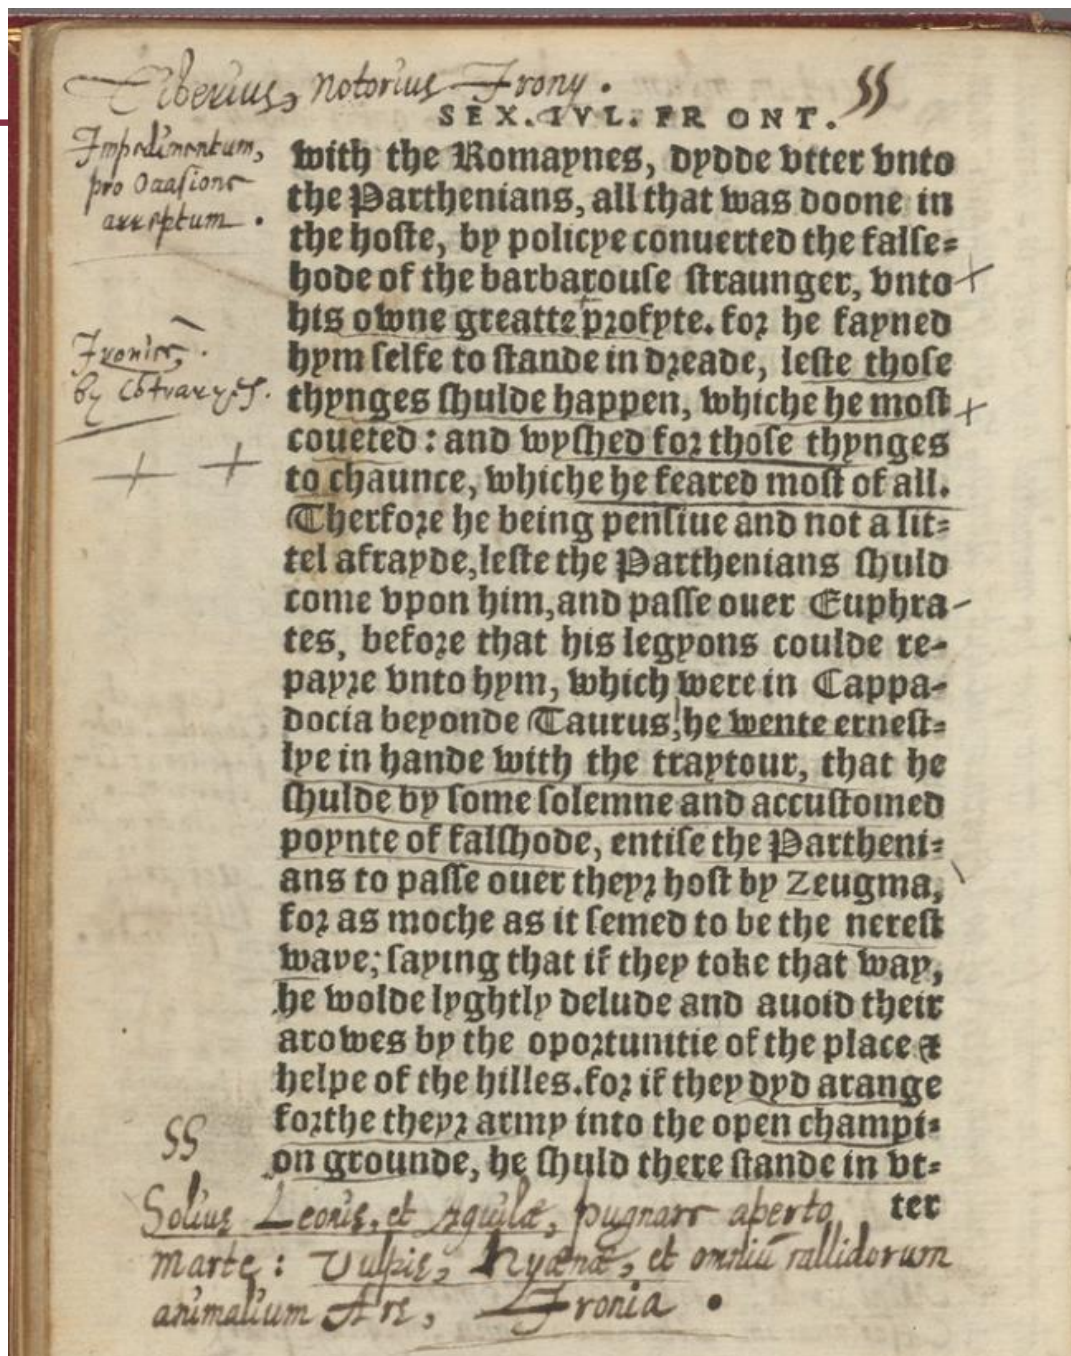 Tiberius, notorius Irony.
SS
SEX. IVL. FRONT.
Impedimentum,
pro Occasione
arreptum.
with the Romaynes, dydde vtter vnto
the Parthenians, all that was doone in
the hoste, by policye conuerted the false=
hode of the barbarouse straunger, vnto
his owne greatte profyte. for he fayned
hym selfe to stande in dreade, leste those
thynges shulde happen, whiche he most
coueted: and wyshed for those thynges
to chaunce, whiche he feared most of all.
Ironice,
by cōtraryes.
Therfore he being pensiue and not a lit=
tel afrayde, leste the Parthenians shuld
come vpon him, and passe ouer Euphra-
tes, before that his legyons coulde re-
payre vnto hym, which were in Cappa-
docia beyonde Taurus, he wente ernest=
lye in hande with the traytour, that he
shulde by some solemne and accustomed
poynte of falshode, entise the Partheni=
ans to passe ouer theyr host by Zeugma,
for as moche as it semed to be the nerest
waye; saying that if they toke that way,
he wolde lyghtly delude and auoid their
arowes by the oportunitie of the place &
helpe of the hilles. for if they dyd arange
forthe theyr army into the open champi=
on grounde, he shuld there stande in vt=
ter
SS
Solius Leonis, et Aquilæ, pugnare aperto
marte: Vulpis, Hyænæ, et omniū callidorum
animalium Ars, Ironia.